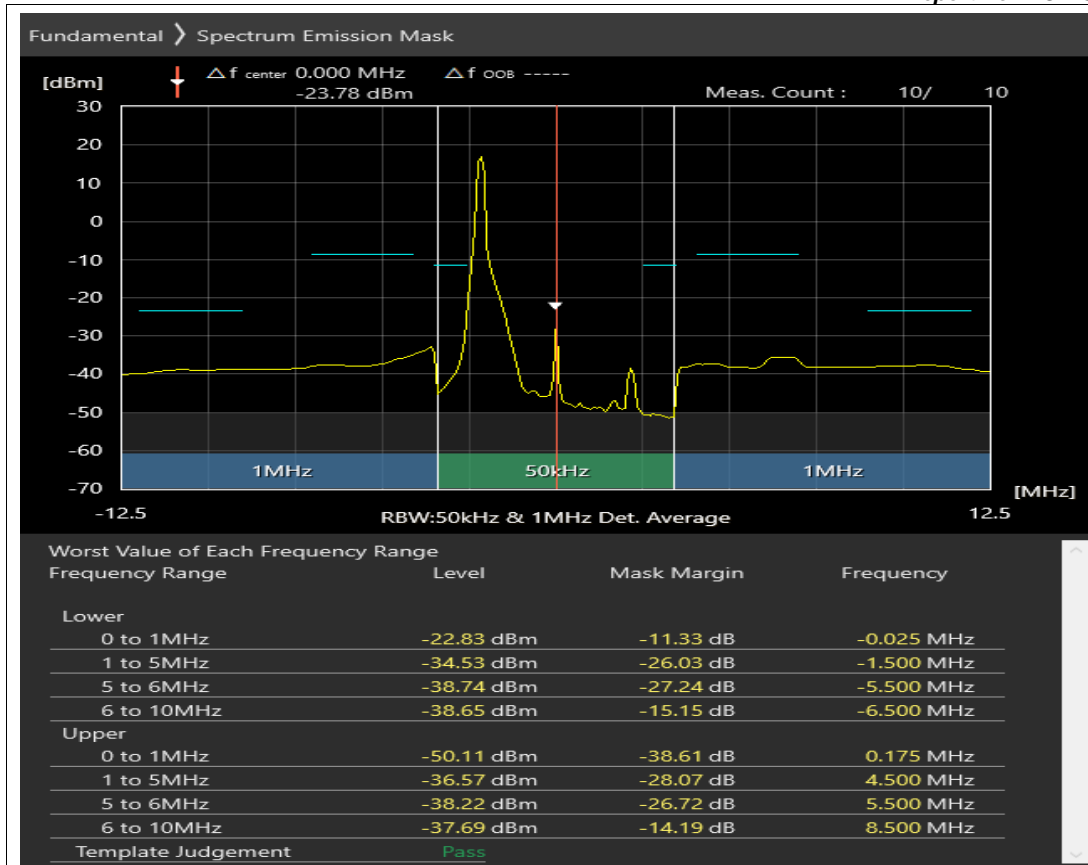 Fundamental ❯ Spectrum Emission Mask
[dBm] △f center 0.000 MHz △f OOB -----
-23.78 dBm Meas. Count : 10/ 10
30
20
10
0
-10
-20
-30
-40
-50
-60
1MHz 50kHz 1MHz
-70
[MHz]
-12.5 RBW:50kHz & 1MHz Det. Average 12.5
Worst Value of Each Frequency Range
Frequency Range Level Mask Margin Frequency
Lower
0 to 1MHz -22.83 dBm -11.33 dB -0.025 MHz
1 to 5MHz -34.53 dBm -26.03 dB -1.500 MHz
5 to 6MHz -38.74 dBm -27.24 dB -5.500 MHz
6 to 10MHz -38.65 dBm -15.15 dB -6.500 MHz
Upper
0 to 1MHz -50.11 dBm -38.61 dB 0.175 MHz
1 to 5MHz -36.57 dBm -28.07 dB 4.500 MHz
5 to 6MHz -38.22 dBm -26.72 dB 5.500 MHz
6 to 10MHz -37.69 dBm -14.19 dB 8.500 MHz
Template Judgement Pass